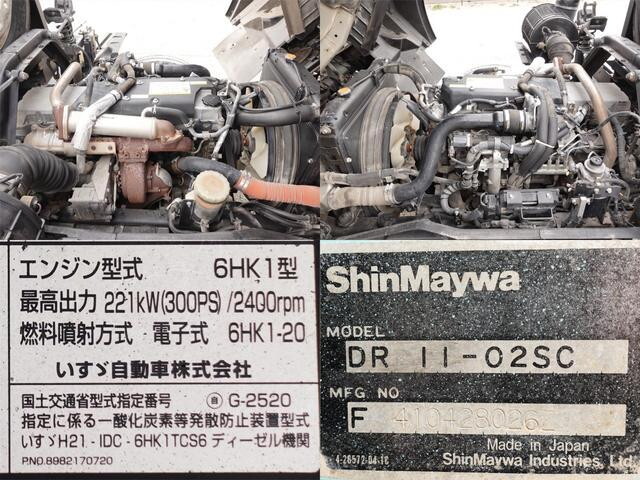 エンジン型式 6HK1型
最高出力 221kW(300PS)/2400rpm
燃料噴射方式 電子式 6HK1-20
いすゞ自動車株式会社
国土交通省型式指定番号 自 G-2520
指定に係る一酸化炭素等発散防止装置型式
いすゞH21-IDC-6HK1TCS6 ディーゼル機関
P.NO.8982170720
ShinMaywa
MODEL
DR 11-02SC
MFG NO
F
Made in Japan
4-28572-04-1C
ShinMaywa Industries, Ltd.